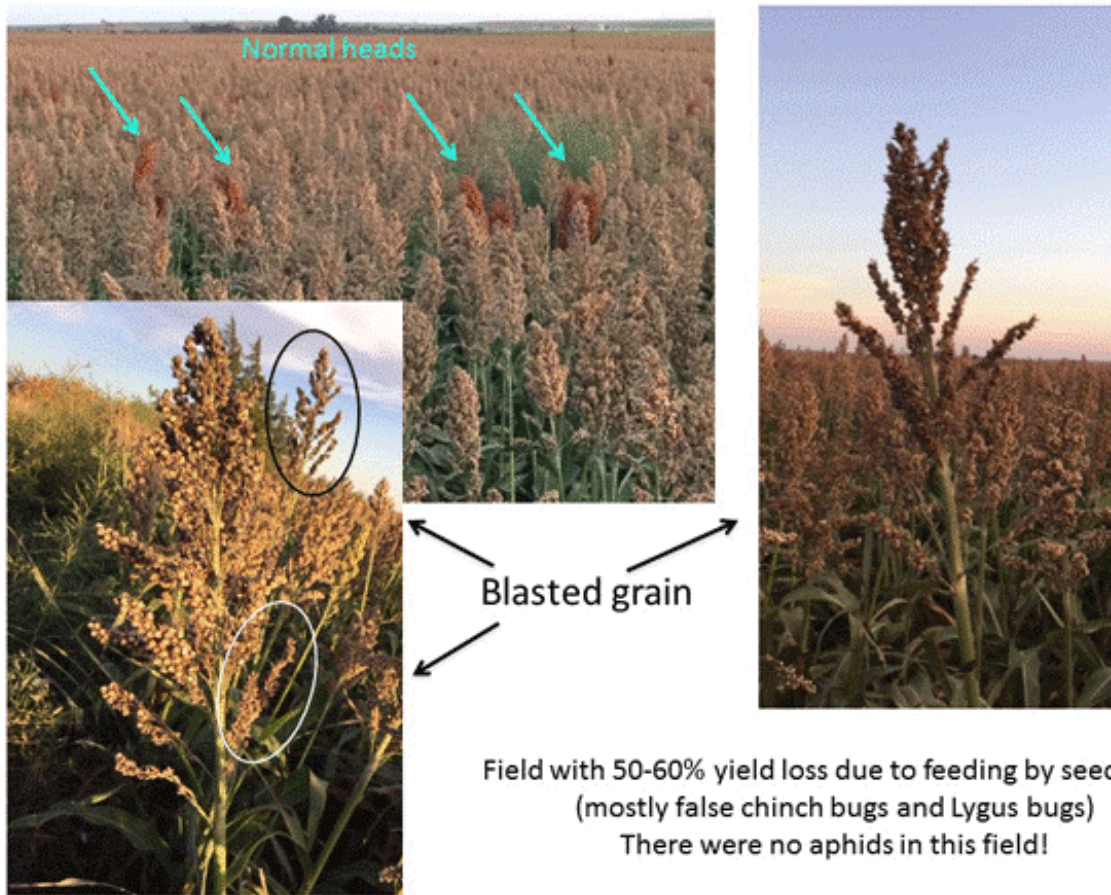 Normal heads
Blasted grain
Field with 50-60% yield loss due to feeding by seed
(mostly false chinch bugs and Lygus bugs)
There were no aphids in this field!